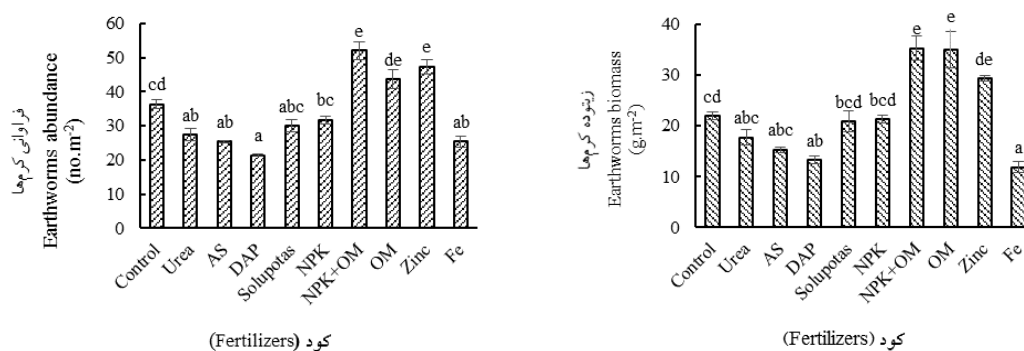 فراوانی کرم‌ها
Earthworms abundance
(no.m⁻²)
60
50
40
30
20
10
0
cd
ab
ab
a
abc
bc
e
de
e
ab
Control
Urea
AS
DAP
Solupotas
NPK
NPK+OM
OM
Zinc
Fe
کود (Fertilizers)
زیتوده کرم‌ها
Earthworms biomass
(g.m⁻²)
40
30
20
10
0
cd
abc
abc
ab
bcd
bcd
e
e
de
a
Control
Urea
AS
DAP
Solupotas
NPK
NPK+OM
OM
Zinc
Fe
کود (Fertilizers)